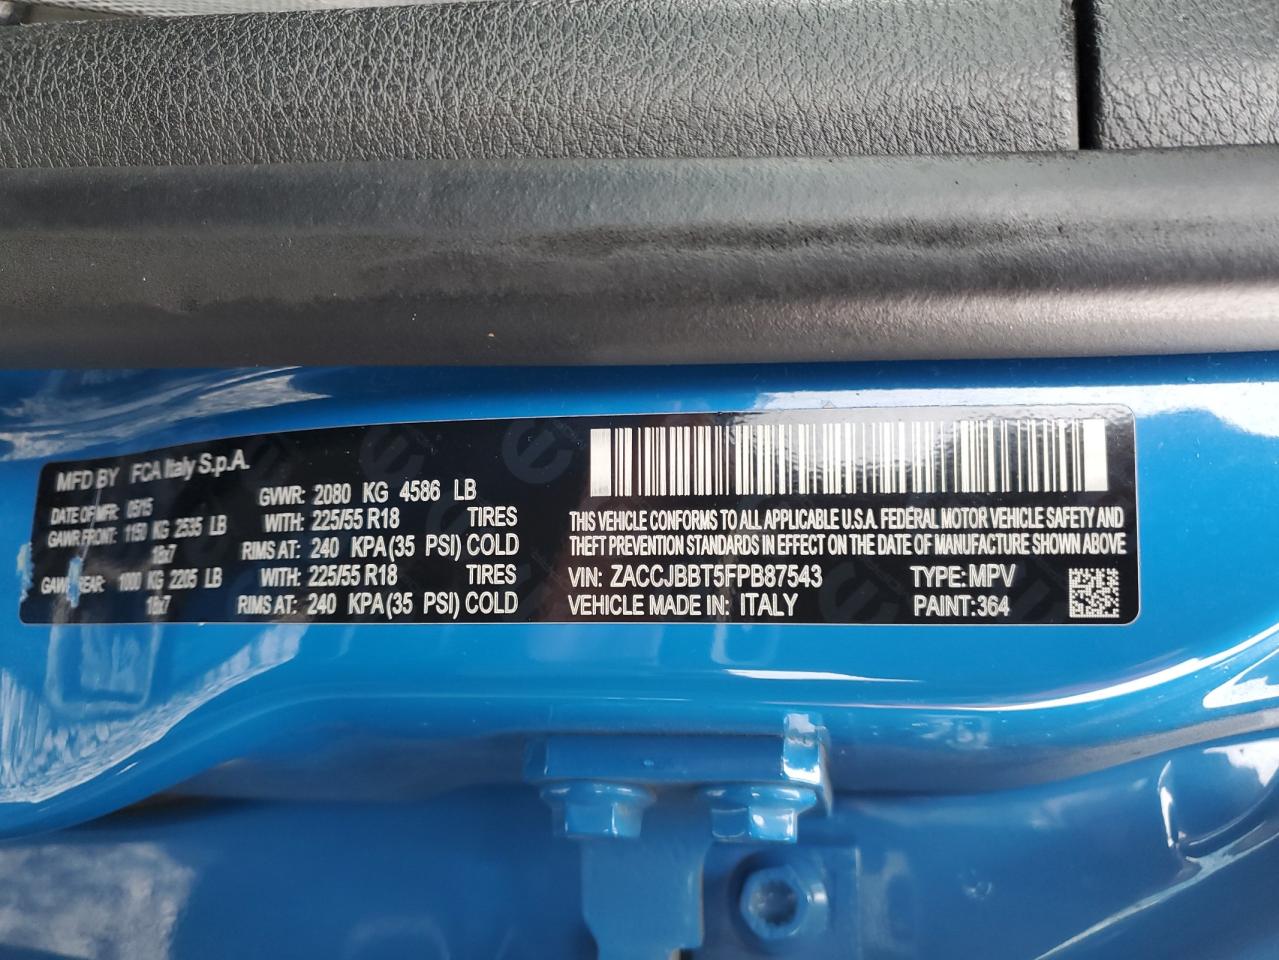 MFD BY FCA Italy S.p.A.
DATE OF MFR: 09/15 GVWR: 2080 KG 4586 LB
GAWR FRONT: 1150 KG 2535 LB WITH: 225/55 R18 TIRES
18x7 RIMS AT: 240 KPA(35 PSI) COLD
GAWR REAR: 1000 KG 2205 LB WITH: 225/55 R18 TIRES
18x7 RIMS AT: 240 KPA(35 PSI) COLD
THIS VEHICLE CONFORMS TO ALL APPLICABLE U.S.A. FEDERAL MOTOR VEHICLE SAFETY AND
THEFT PREVENTION STANDARDS IN EFFECT ON THE DATE OF MANUFACTURE SHOWN ABOVE
VIN: ZACCJBBT5FPB87543 TYPE:MPV
VEHICLE MADE IN: ITALY PAINT:364